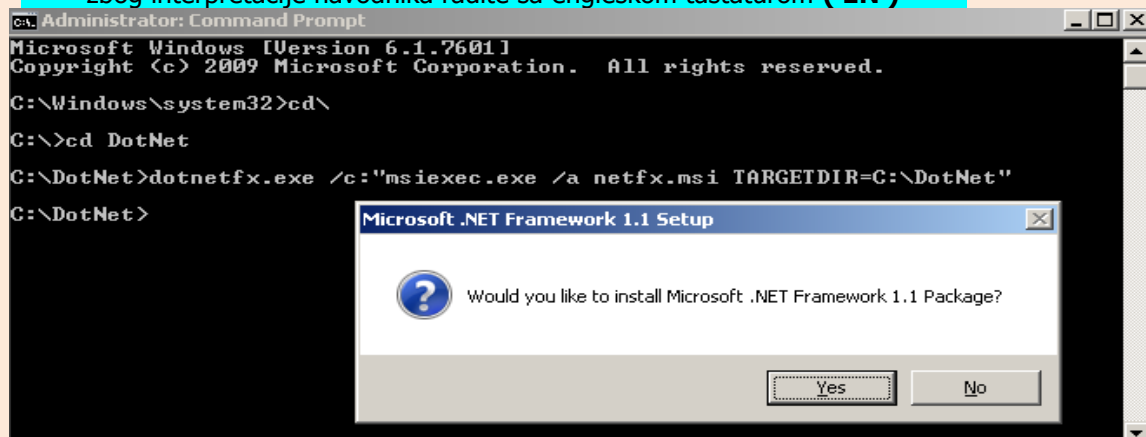 zbog interpretacije navodnika radite sa engleskom tastaturom ( EN )
Administrator: Command Prompt
Microsoft Windows [Version 6.1.7601]
Copyright (c) 2009 Microsoft Corporation.  All rights reserved.
C:\Windows\system32>cd\
C:\>cd DotNet
C:\DotNet>dotnetfx.exe /c:"msiexec.exe /a netfx.msi TARGETDIR=C:\DotNet"
C:\DotNet>
Microsoft .NET Framework 1.1 Setup
Would you like to install Microsoft .NET Framework 1.1 Package?
Yes
No